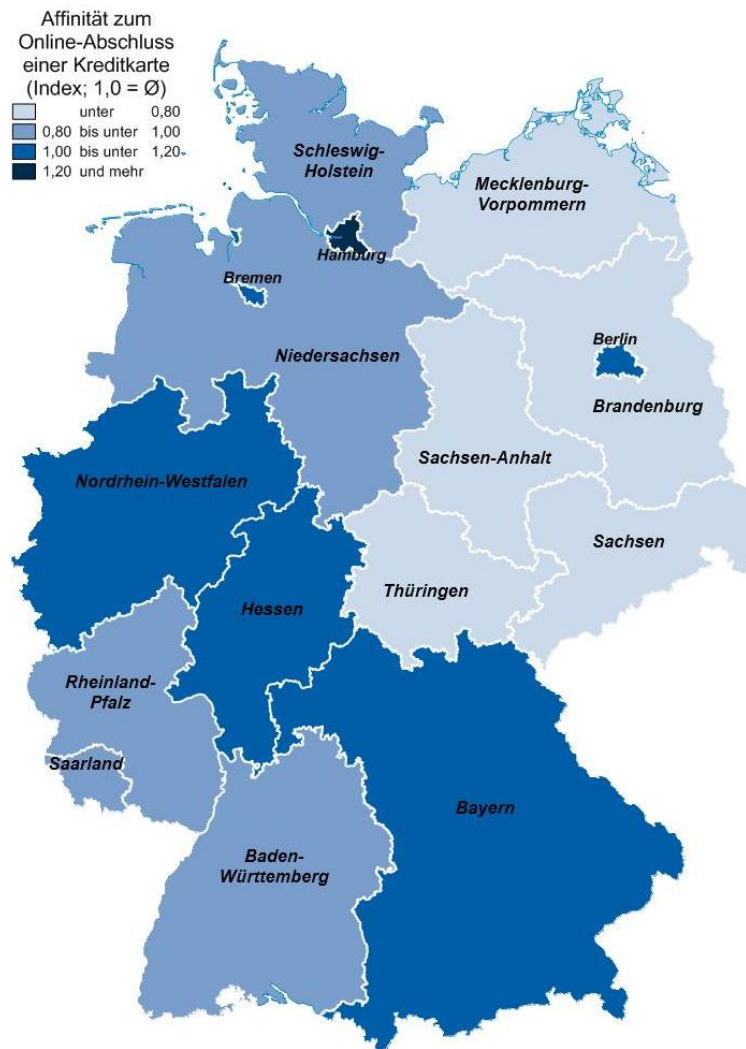 Affinität zum
Online-Abschluss
einer Kreditkarte
(Index; 1,0 = Ø)
unter 0,80
0,80 bis unter 1,00
1,00 bis unter 1,20
1,20 und mehr
Schleswig-
Holstein
Mecklenburg-
Vorpommern
Hamburg
Bremen
Berlin
Niedersachsen
Brandenburg
Sachsen-Anhalt
Nordrhein-Westfalen
Sachsen
Thüringen
Hessen
Rheinland-
Pfalz
Saarland
Bayern
Baden-
Württemberg